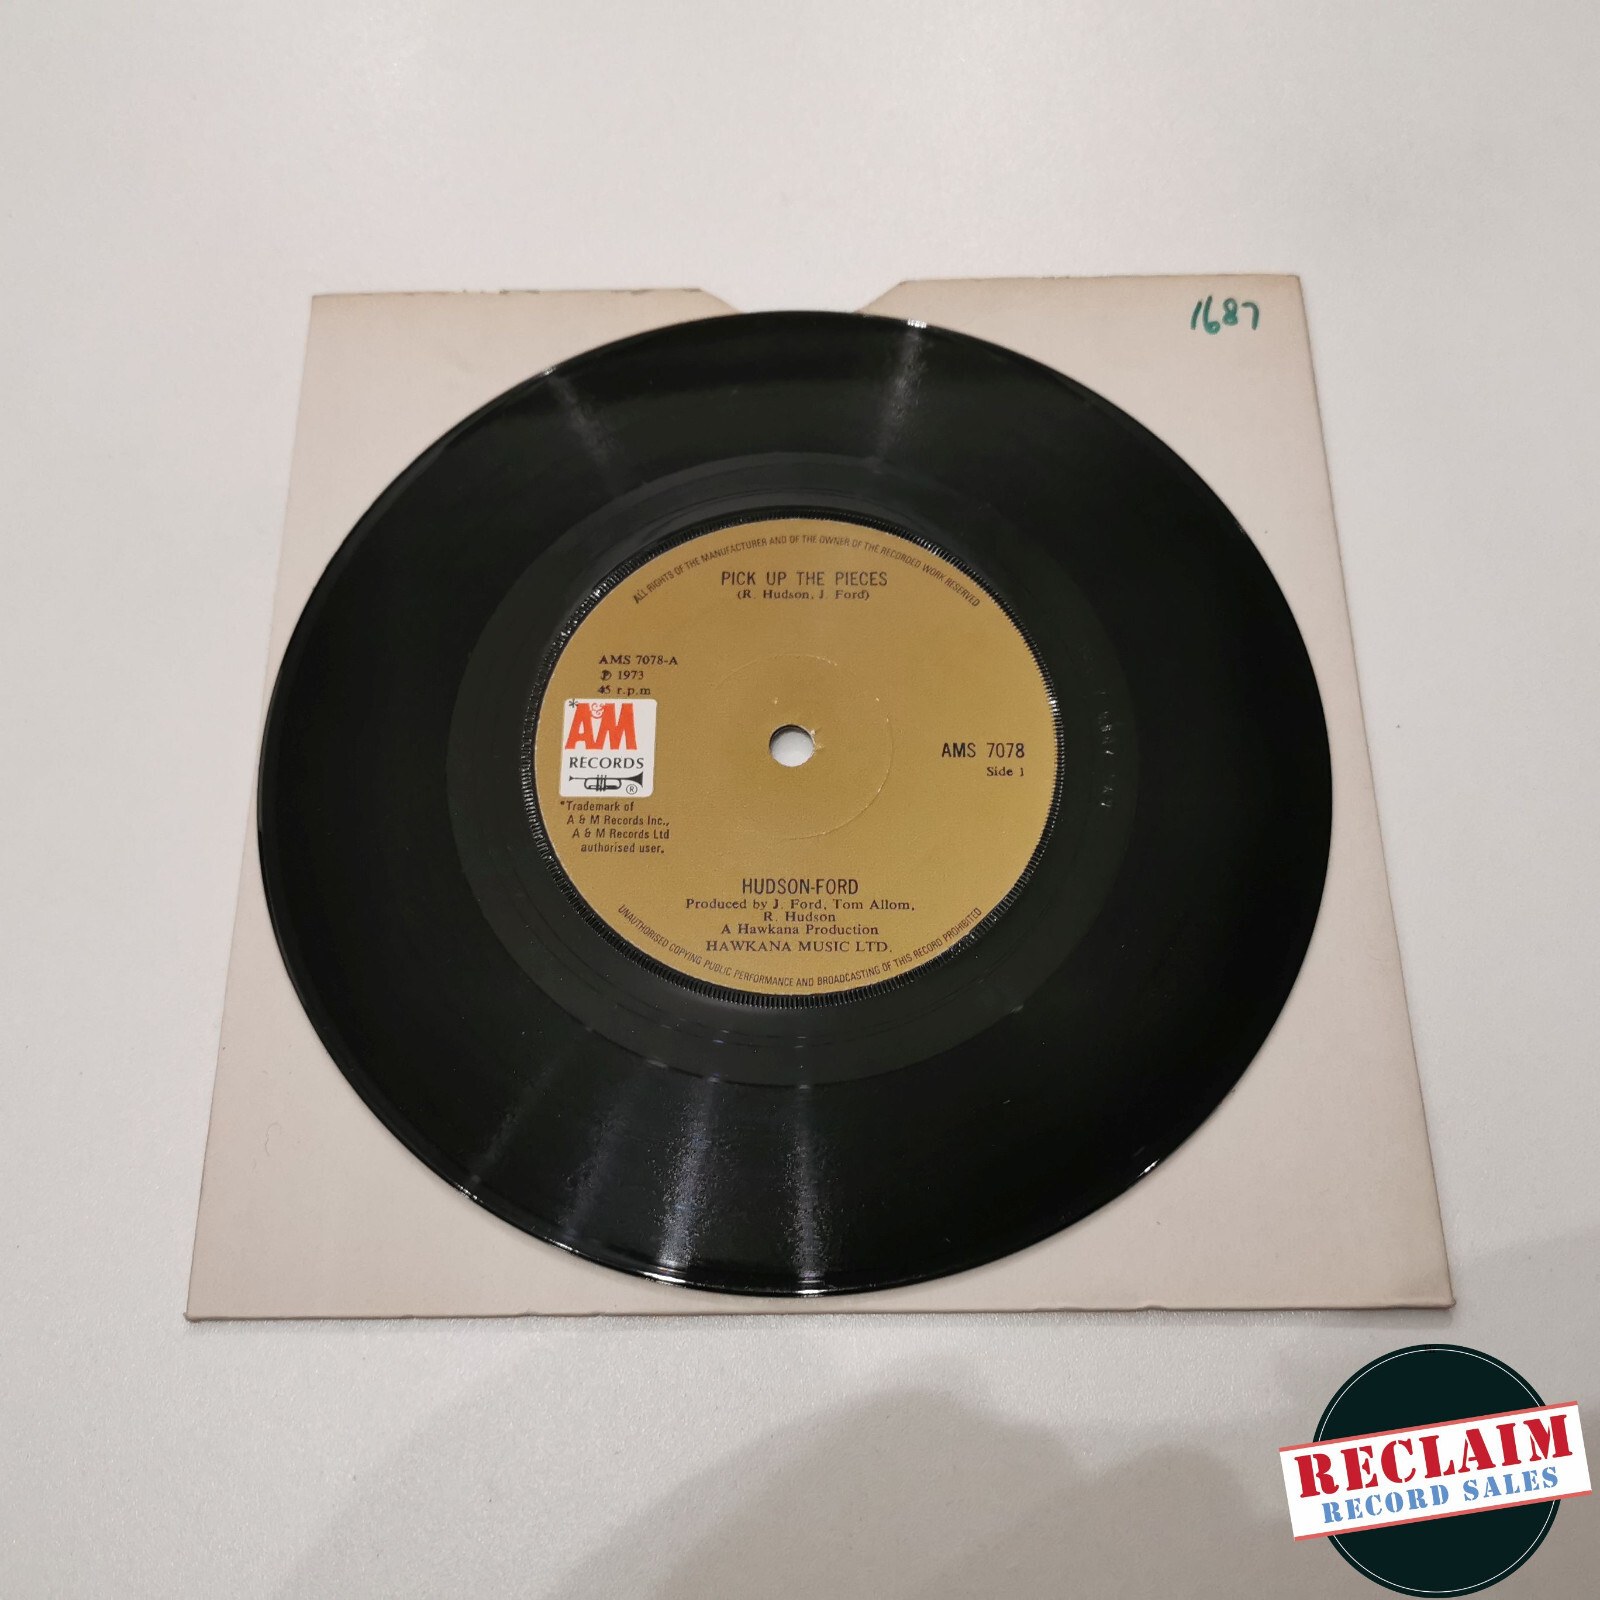 1687
ALL RIGHTS OF THE MANUFACTURER AND OF THE OWNER OF THE RECORDED WORK RESERVED
PICK UP THE PIECES
(R. Hudson, J. Ford)
AMS 7078-A
Ⓟ 1973
45 r.p.m
*A&M
RECORDS
®
*Trademark of
A & M Records Inc.,
A & M Records Ltd
authorised user.
AMS 7078
Side 1
HUDSON-FORD
Produced by J. Ford, Tom Allom,
R. Hudson
A Hawkana Production
HAWKANA MUSIC LTD.
UNAUTHORISED COPYING PUBLIC PERFORMANCE AND BROADCASTING OF THIS RECORD PROHIBITED
RECLAIM
RECORD SALES